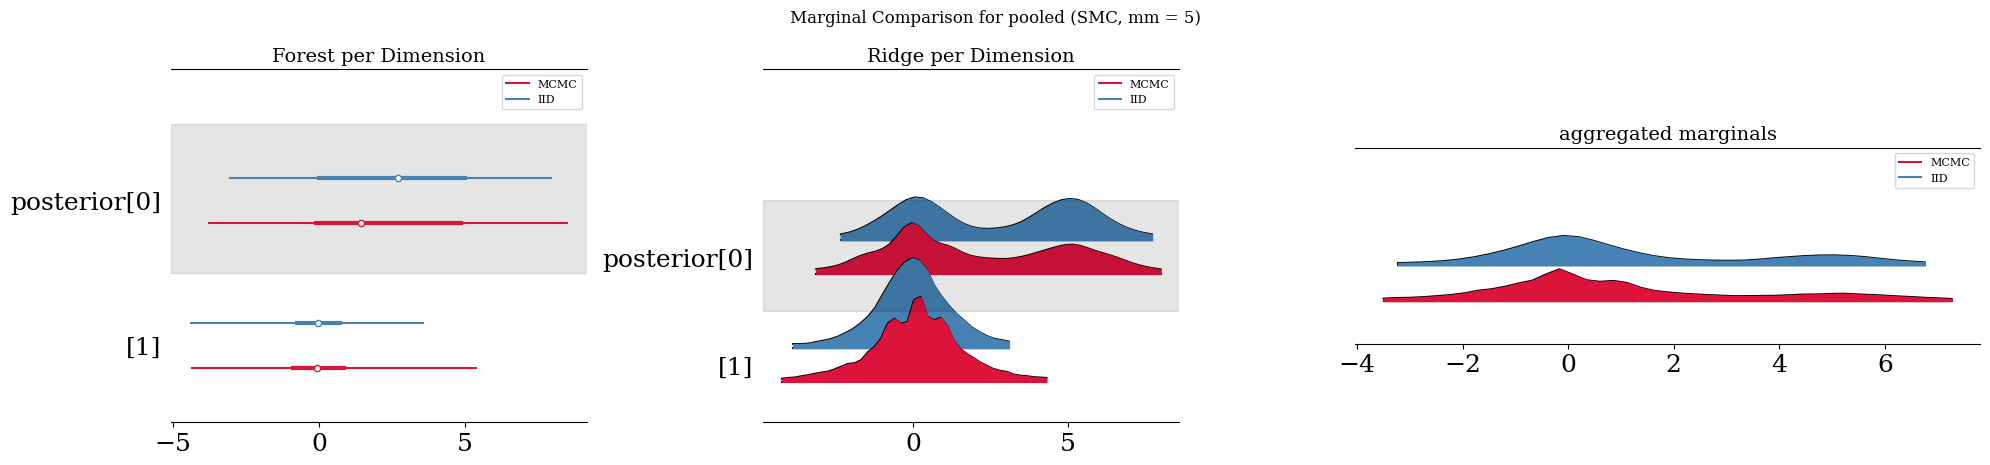 Marginal Comparison for pooled (SMC, mm = 5)
Forest per Dimension
MCMC
IID
posterior[0]
[1]
−5 0 5
Ridge per Dimension
MCMC
IID
posterior[0]
[1]
0 5
aggregated marginals
MCMC
IID
−4 −2 0 2 4 6